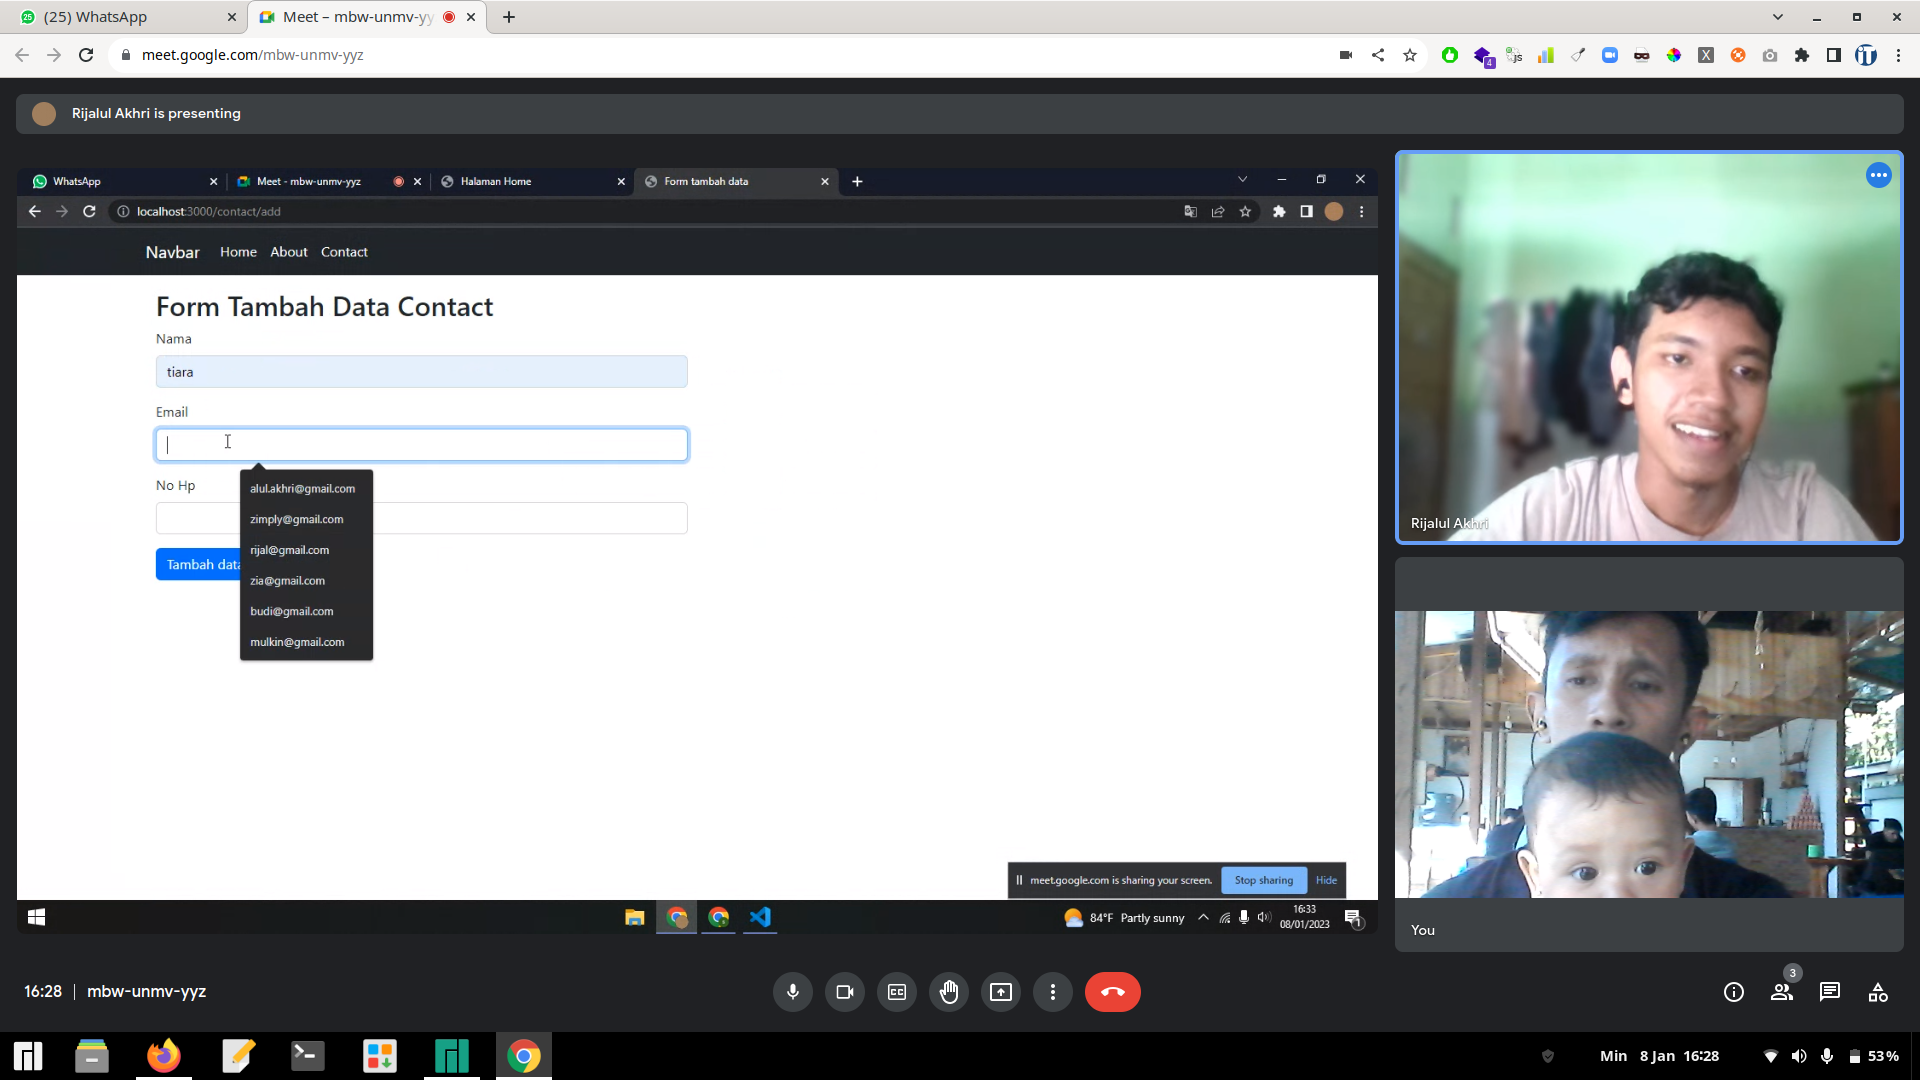 (25) WhatsApp
Meet – mbw-unmv-yy
meet.google.com/mbw-unmv-yyz
4
Rijalul Akhri is presenting
WhatsApp
Meet - mbw-unmv-yyz
Halaman Home
Form tambah data
localhost:3000/contact/add
Navbar
Home
About
Contact
Form Tambah Data Contact
Nama
tiara
Email
alul.akhri@gmail.com
No Hp
zimply@gmail.com
rijal@gmail.com
Tambah data
zia@gmail.com
budi@gmail.com
mulkin@gmail.com
meet.google.com is sharing your screen.
Stop sharing
Hide
84°F Partly sunny
16:33
08/01/2023
1
Rijalul Akhri
You
16:28
mbw-unmv-yyz
3
Min 8 Jan 16:28
53%